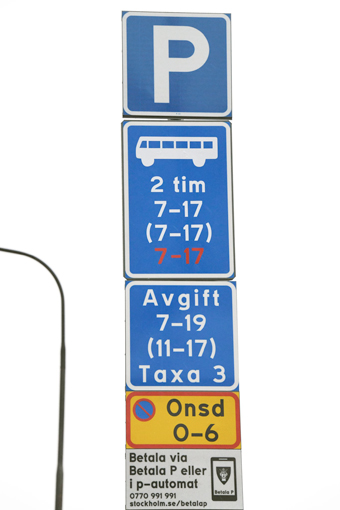 P
2 tim
7-17
(7-17)
7-17
Avgift
7-19
(11-17)
Taxa 3
Onsd
0-6
Betala via
Betala P eller
i p-automat
0770 991 991
stockholm.se/betalap
Betala P